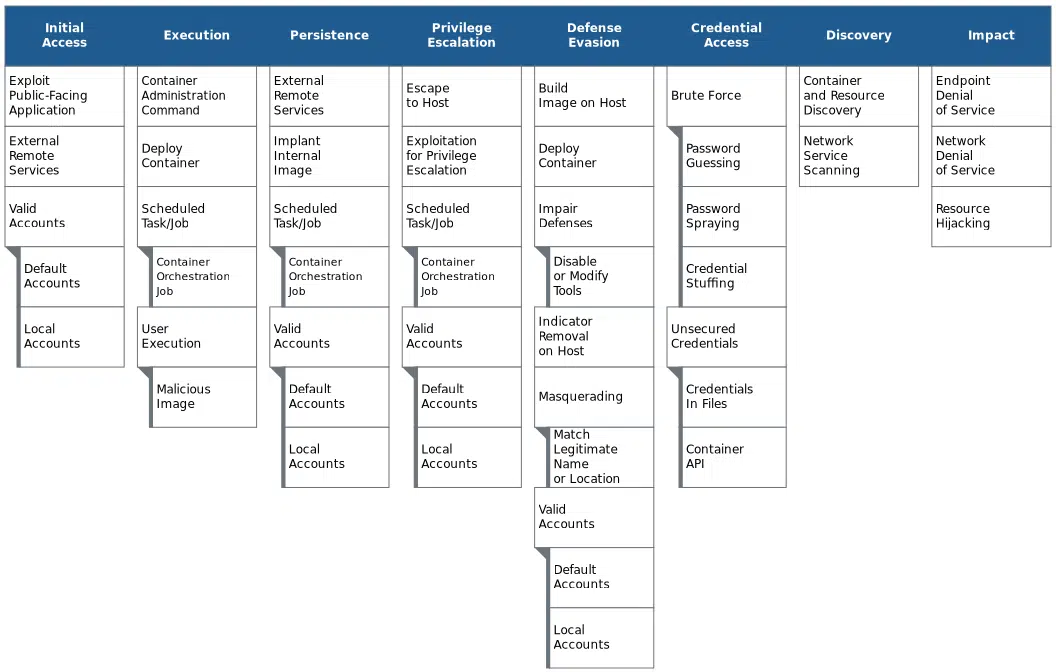 Initial
Access
Execution
Persistence
Privilege
Escalation
Defense
Evasion
Credential
Access
Discovery
Impact
Exploit
Public-Facing
Application
External
Remote
Services
Valid
Accounts
Default
Accounts
Local
Accounts
Container
Administration
Command
Deploy
Container
Scheduled
Task/Job
Container
Orchestration
Job
User
Execution
Malicious
Image
External
Remote
Services
Implant
Internal
Image
Scheduled
Task/Job
Container
Orchestration
Job
Valid
Accounts
Default
Accounts
Local
Accounts
Escape
to Host
Exploitation
for Privilege
Escalation
Scheduled
Task/Job
Container
Orchestration
Job
Valid
Accounts
Default
Accounts
Local
Accounts
Build
Image on Host
Deploy
Container
Impair
Defenses
Disable
or Modify
Tools
Indicator
Removal
on Host
Masquerading
Match
Legitimate
Name
or Location
Valid
Accounts
Default
Accounts
Local
Accounts
Brute Force
Password
Guessing
Password
Spraying
Credential
Stuffing
Unsecured
Credentials
Credentials
In Files
Container
API
Container
and Resource
Discovery
Network
Service
Scanning
Endpoint
Denial
of Service
Network
Denial
of Service
Resource
Hijacking